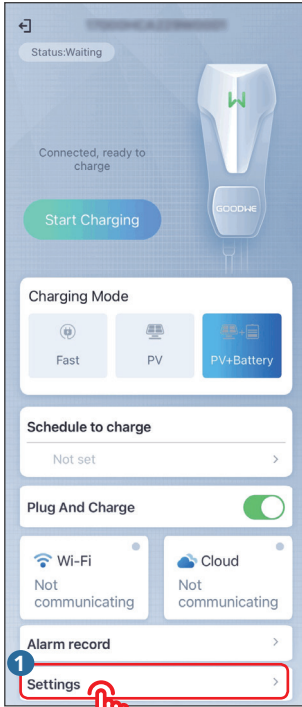 Status:Waiting
Connected, ready to
charge
Start Charging
GOODWE
Charging Mode
Fast
PV
PV+Battery
Schedule to charge
Not set
Plug And Charge
Wi-Fi
Not
communicating
Cloud
Not
communicating
Alarm record
1
Settings